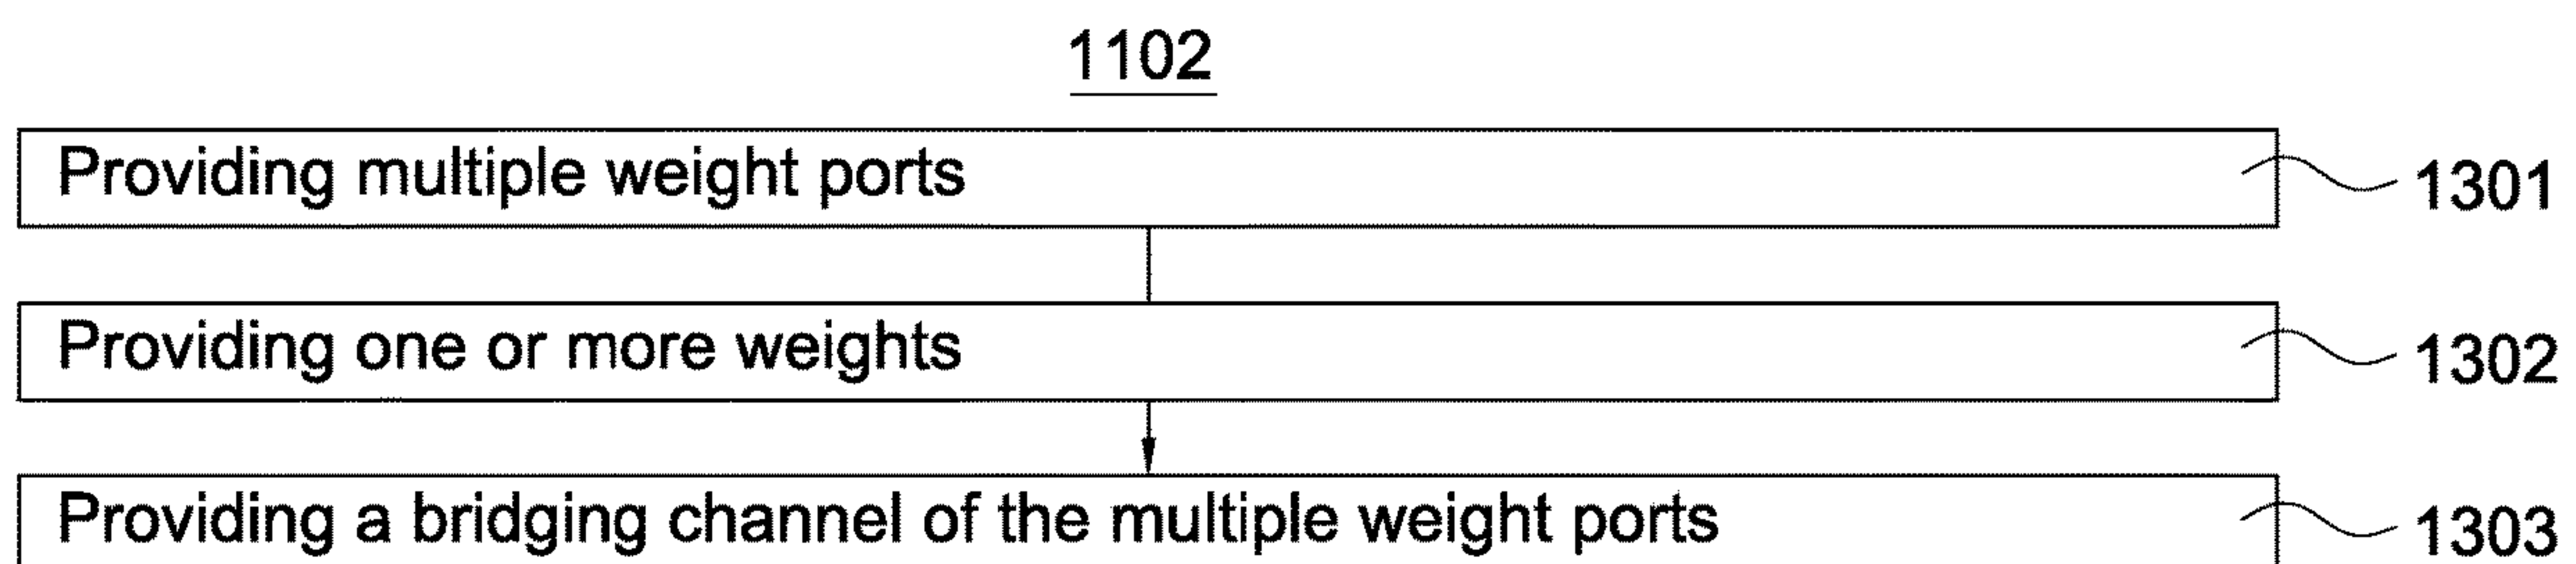 1102
Providing multiple weight ports 1301
Providing one or more weights 1302
Providing a bridging channel of the multiple weight ports 1303